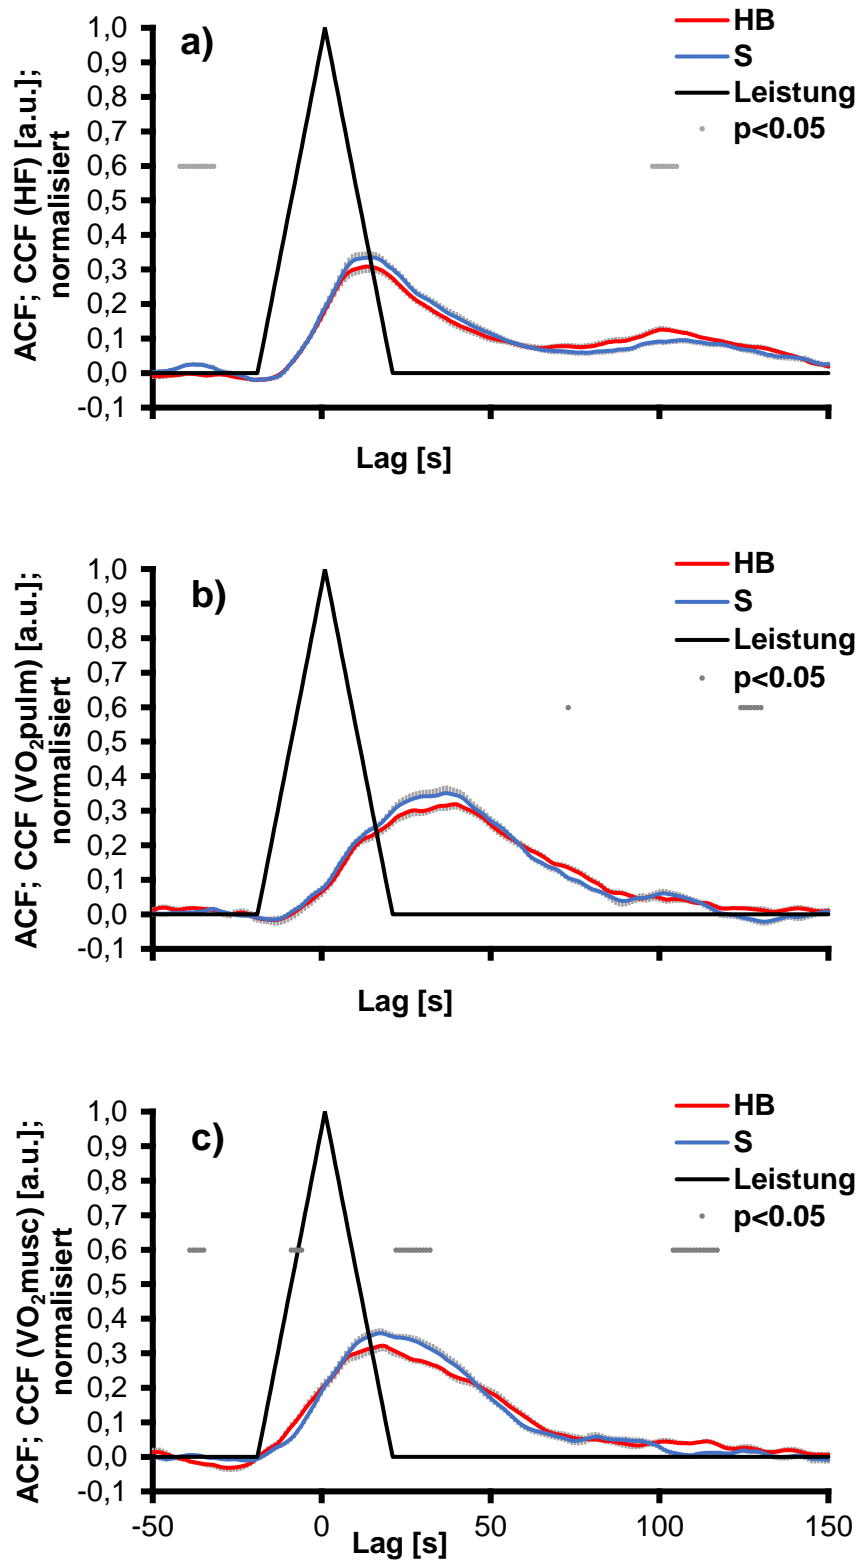 a)
HB
S
Leistung
p<0.05
ACF; CCF (HF) [a.u.];
normalisiert
1,0
0,9
0,8
0,7
0,6
0,5
0,4
0,3
0,2
0,1
0,0
-0,1
Lag [s]
b)
HB
S
Leistung
p<0.05
ACF; CCF (VO₂pulm) [a.u.];
normalisiert
1,0
0,9
0,8
0,7
0,6
0,5
0,4
0,3
0,2
0,1
0,0
-0,1
Lag [s]
c)
HB
S
Leistung
p<0.05
ACF; CCF (VO₂musc) [a.u.];
normalisiert
1,0
0,9
0,8
0,7
0,6
0,5
0,4
0,3
0,2
0,1
0,0
-0,1
-50 0 50 100 150
Lag [s]